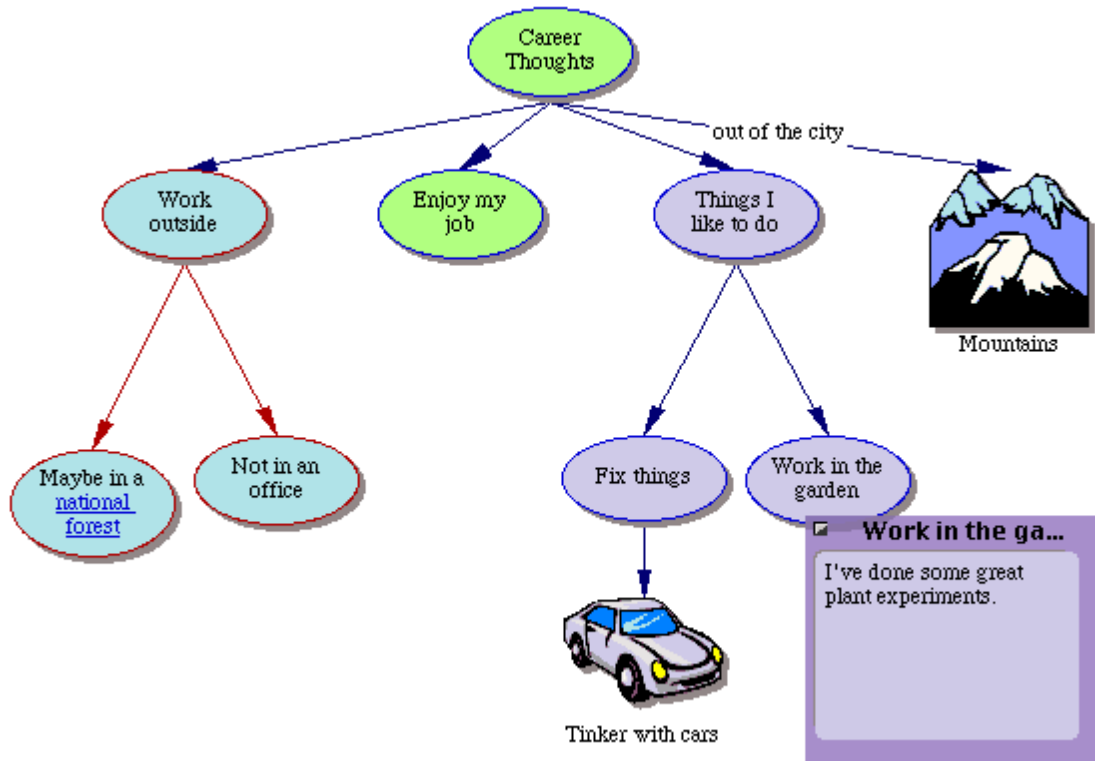 Career
Thoughts
out of the city
Work
outside
Enjoy my
job
Things I
like to do
Mountains
Maybe in a
national
forest
Not in an
office
Fix things
Work in the
garden
Work in the ga...
I've done some great
plant experiments.
Tinker with cars